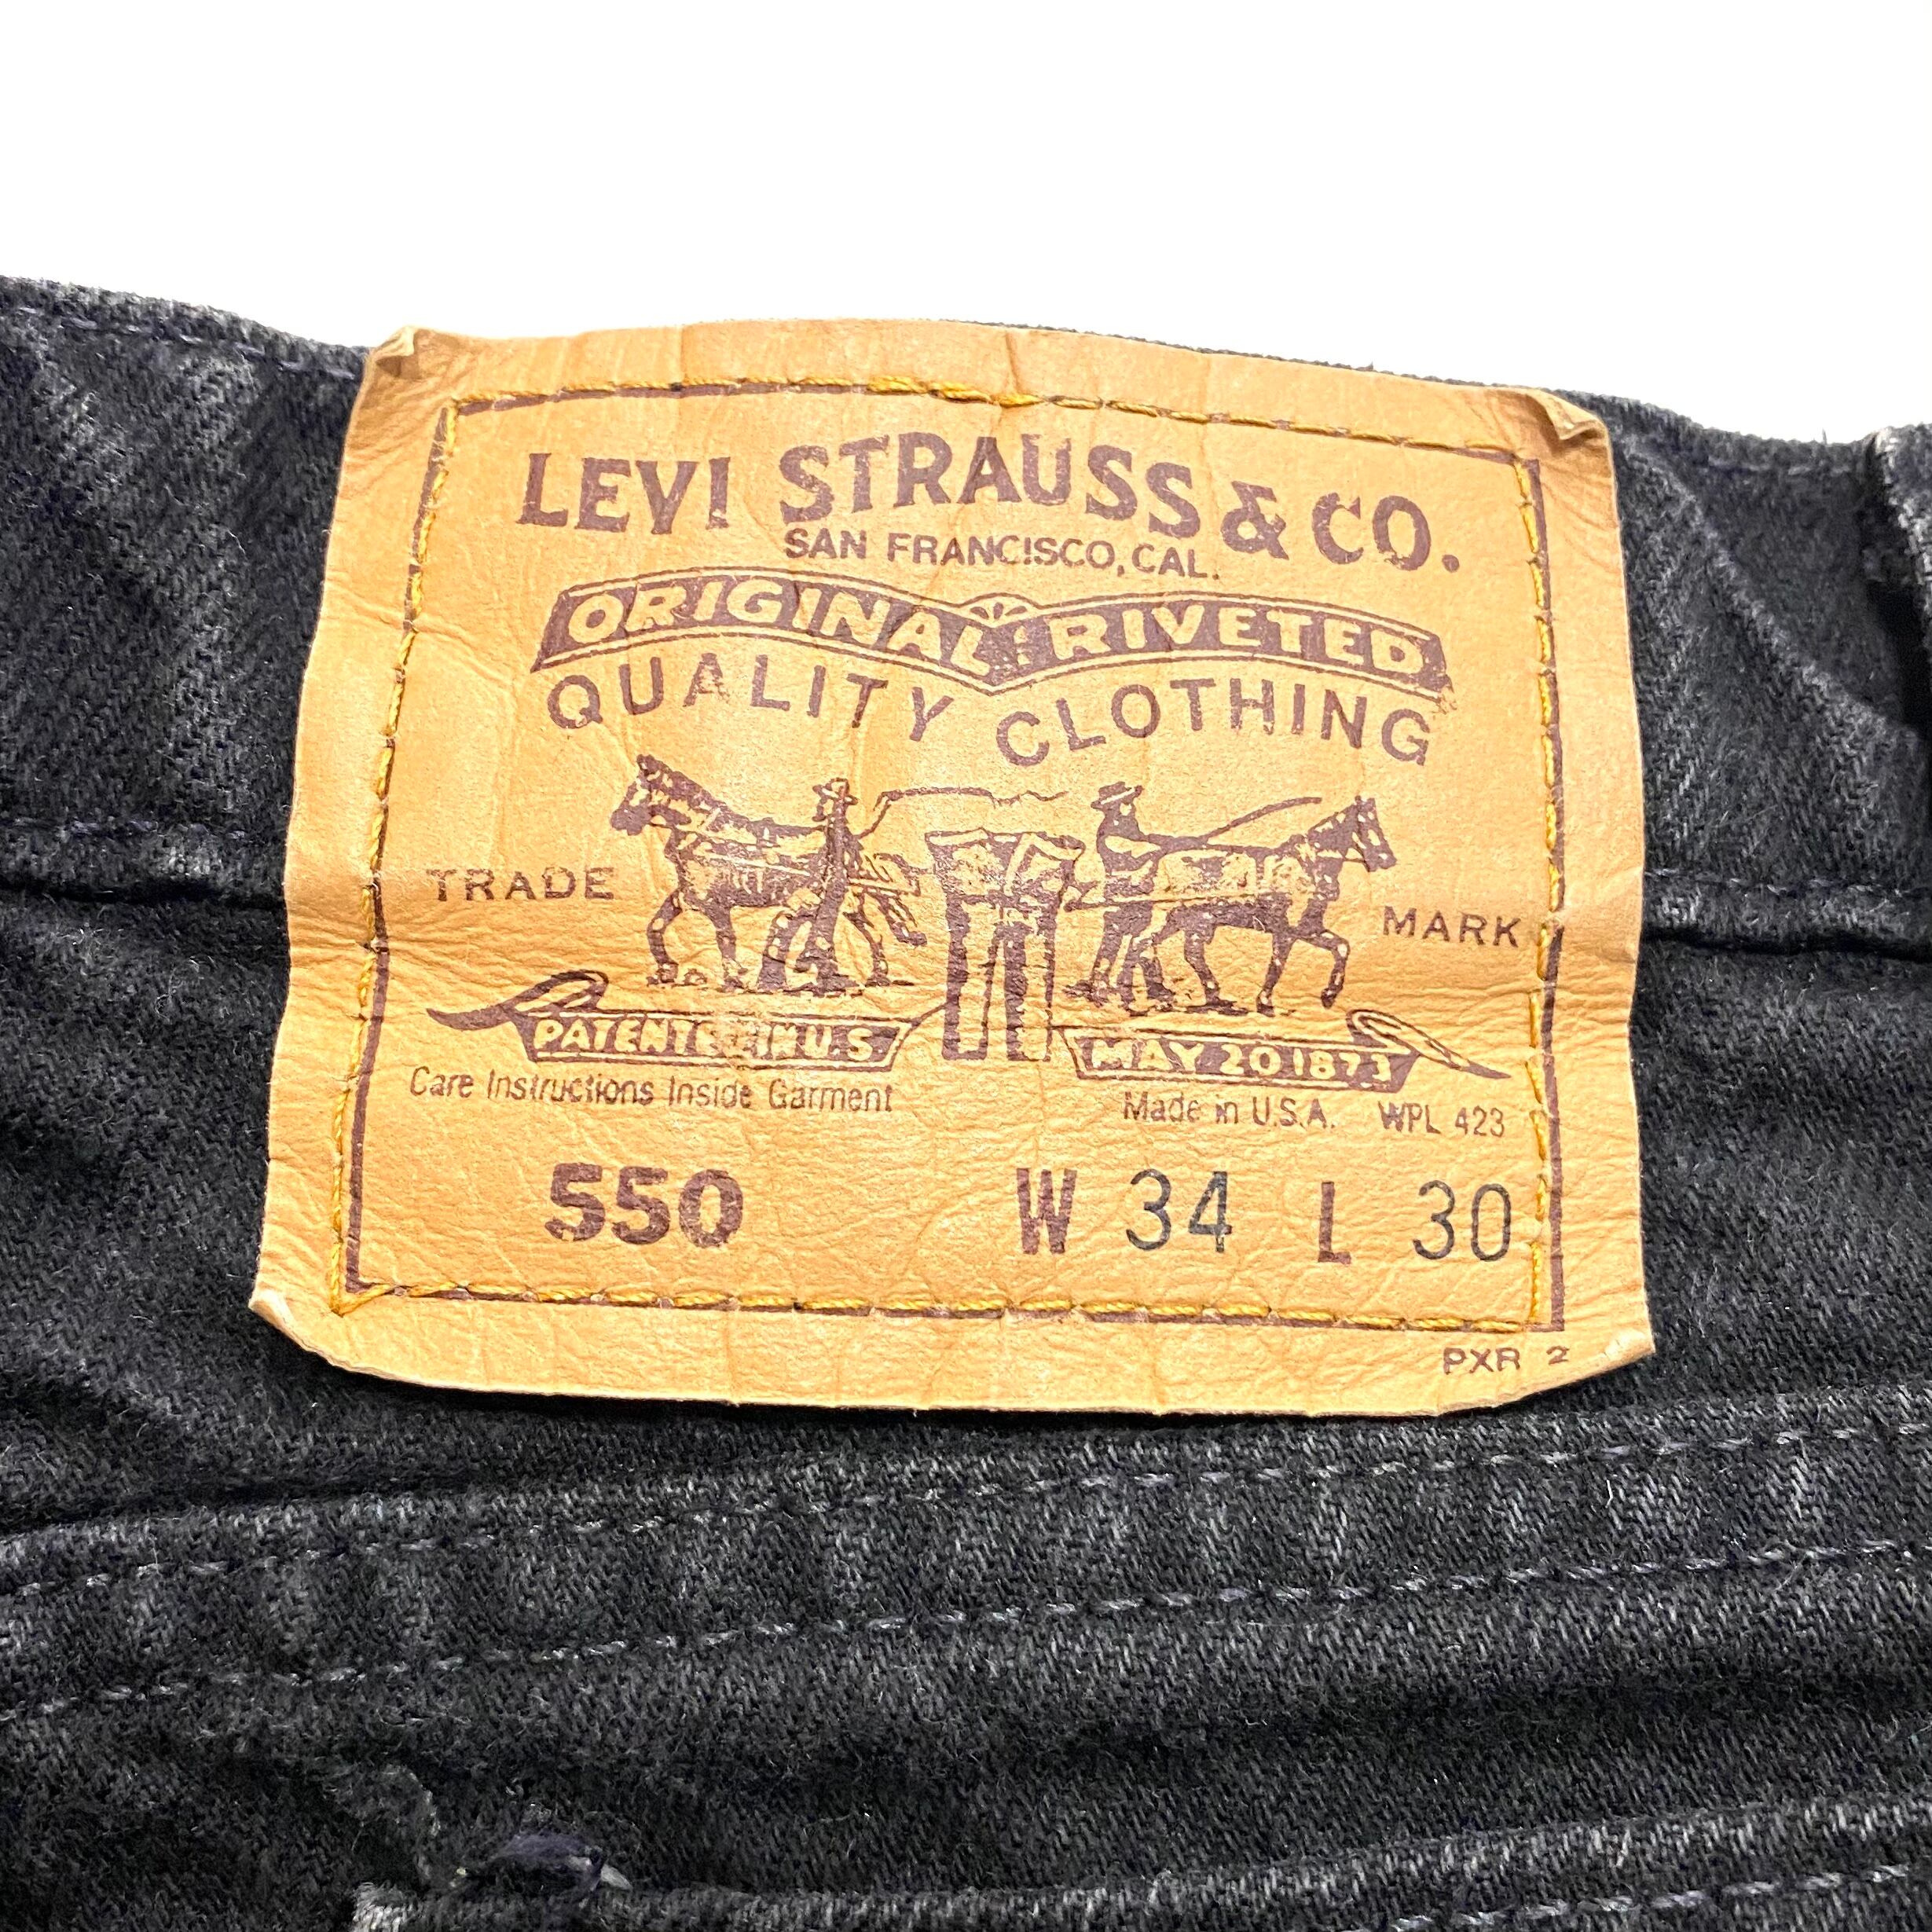 LEVI STRAUSS & CO.
SAN FRANCISCO, CAL.
ORIGINAL RIVETED
QUALITY CLOTHING
TRADE MARK
PATENTED IN U.S MAY 20 1873
Care Instructions Inside Garment Made in U.S.A. WPL 423
550 W 34 L 30
PXR 2